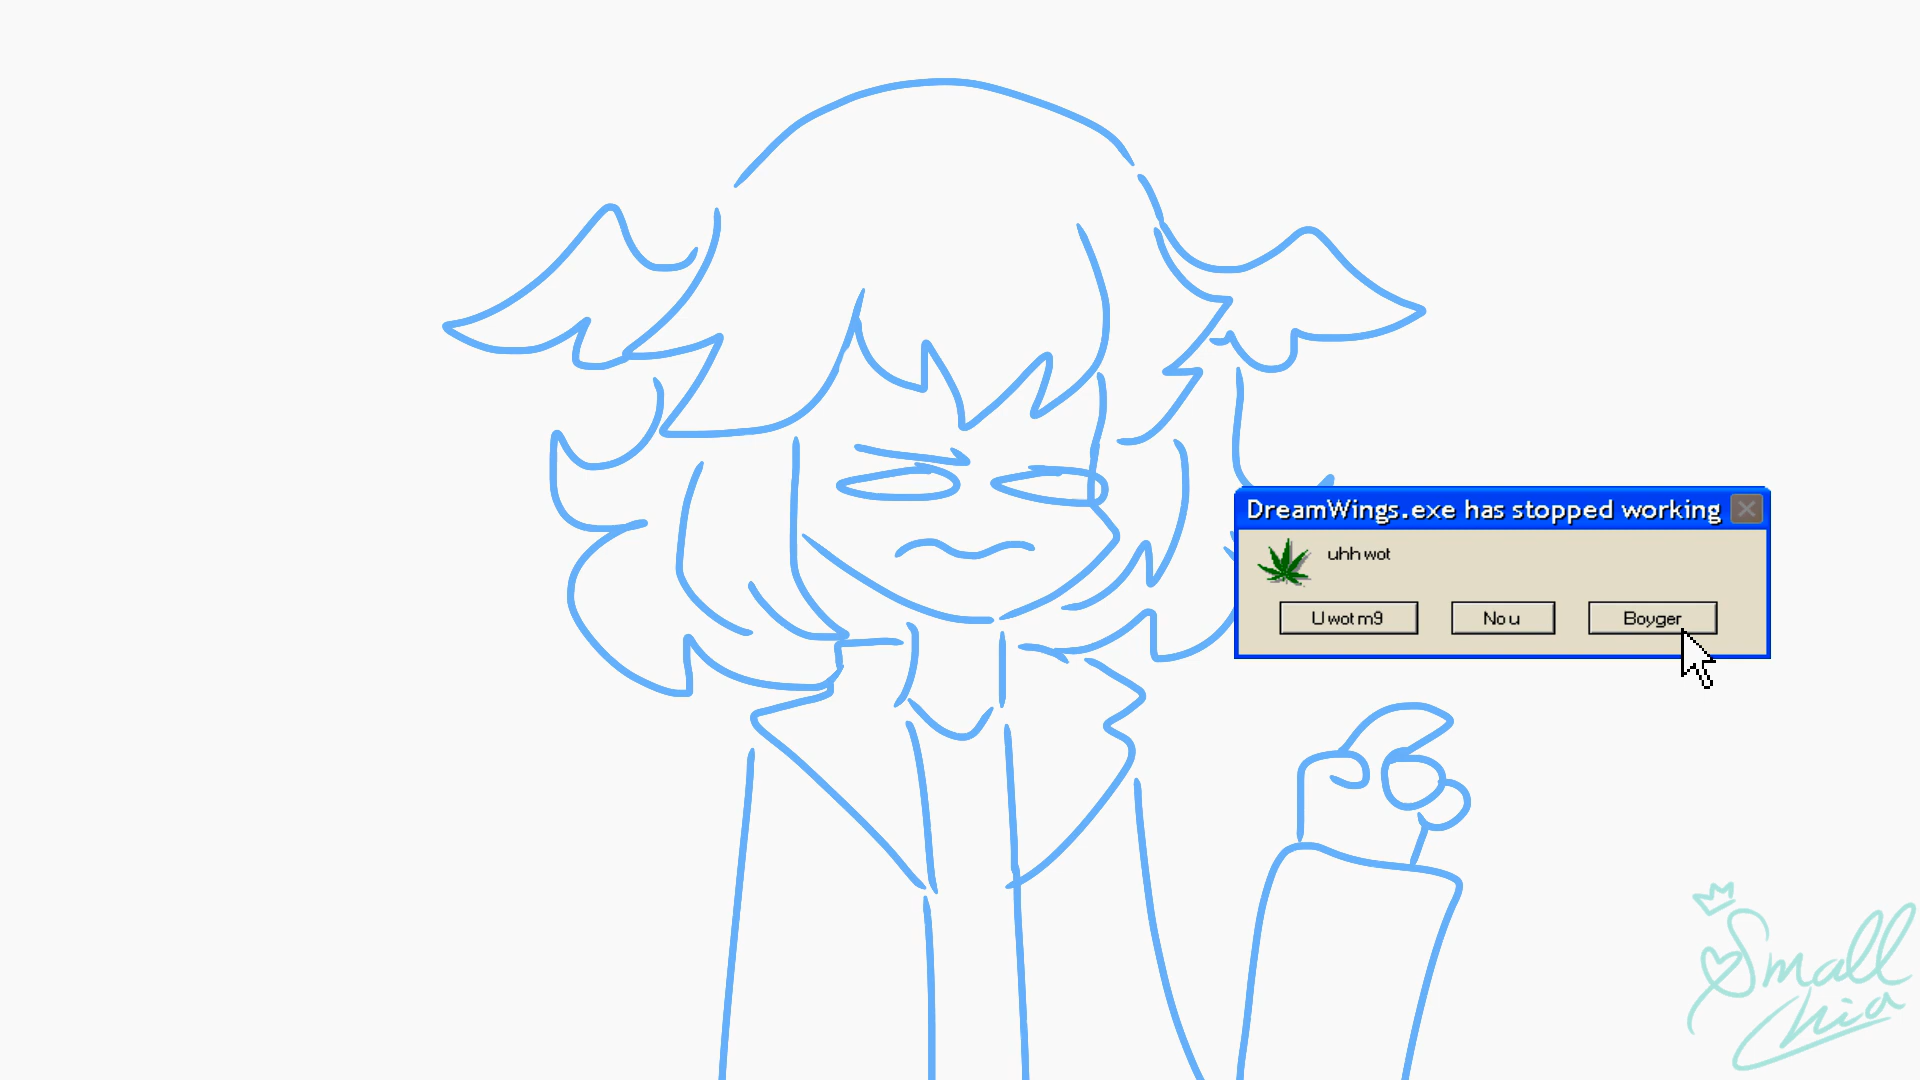 DreamWings.exe has stopped working
uhh wot
U wot m9
No u
Boyger
Small
Chia